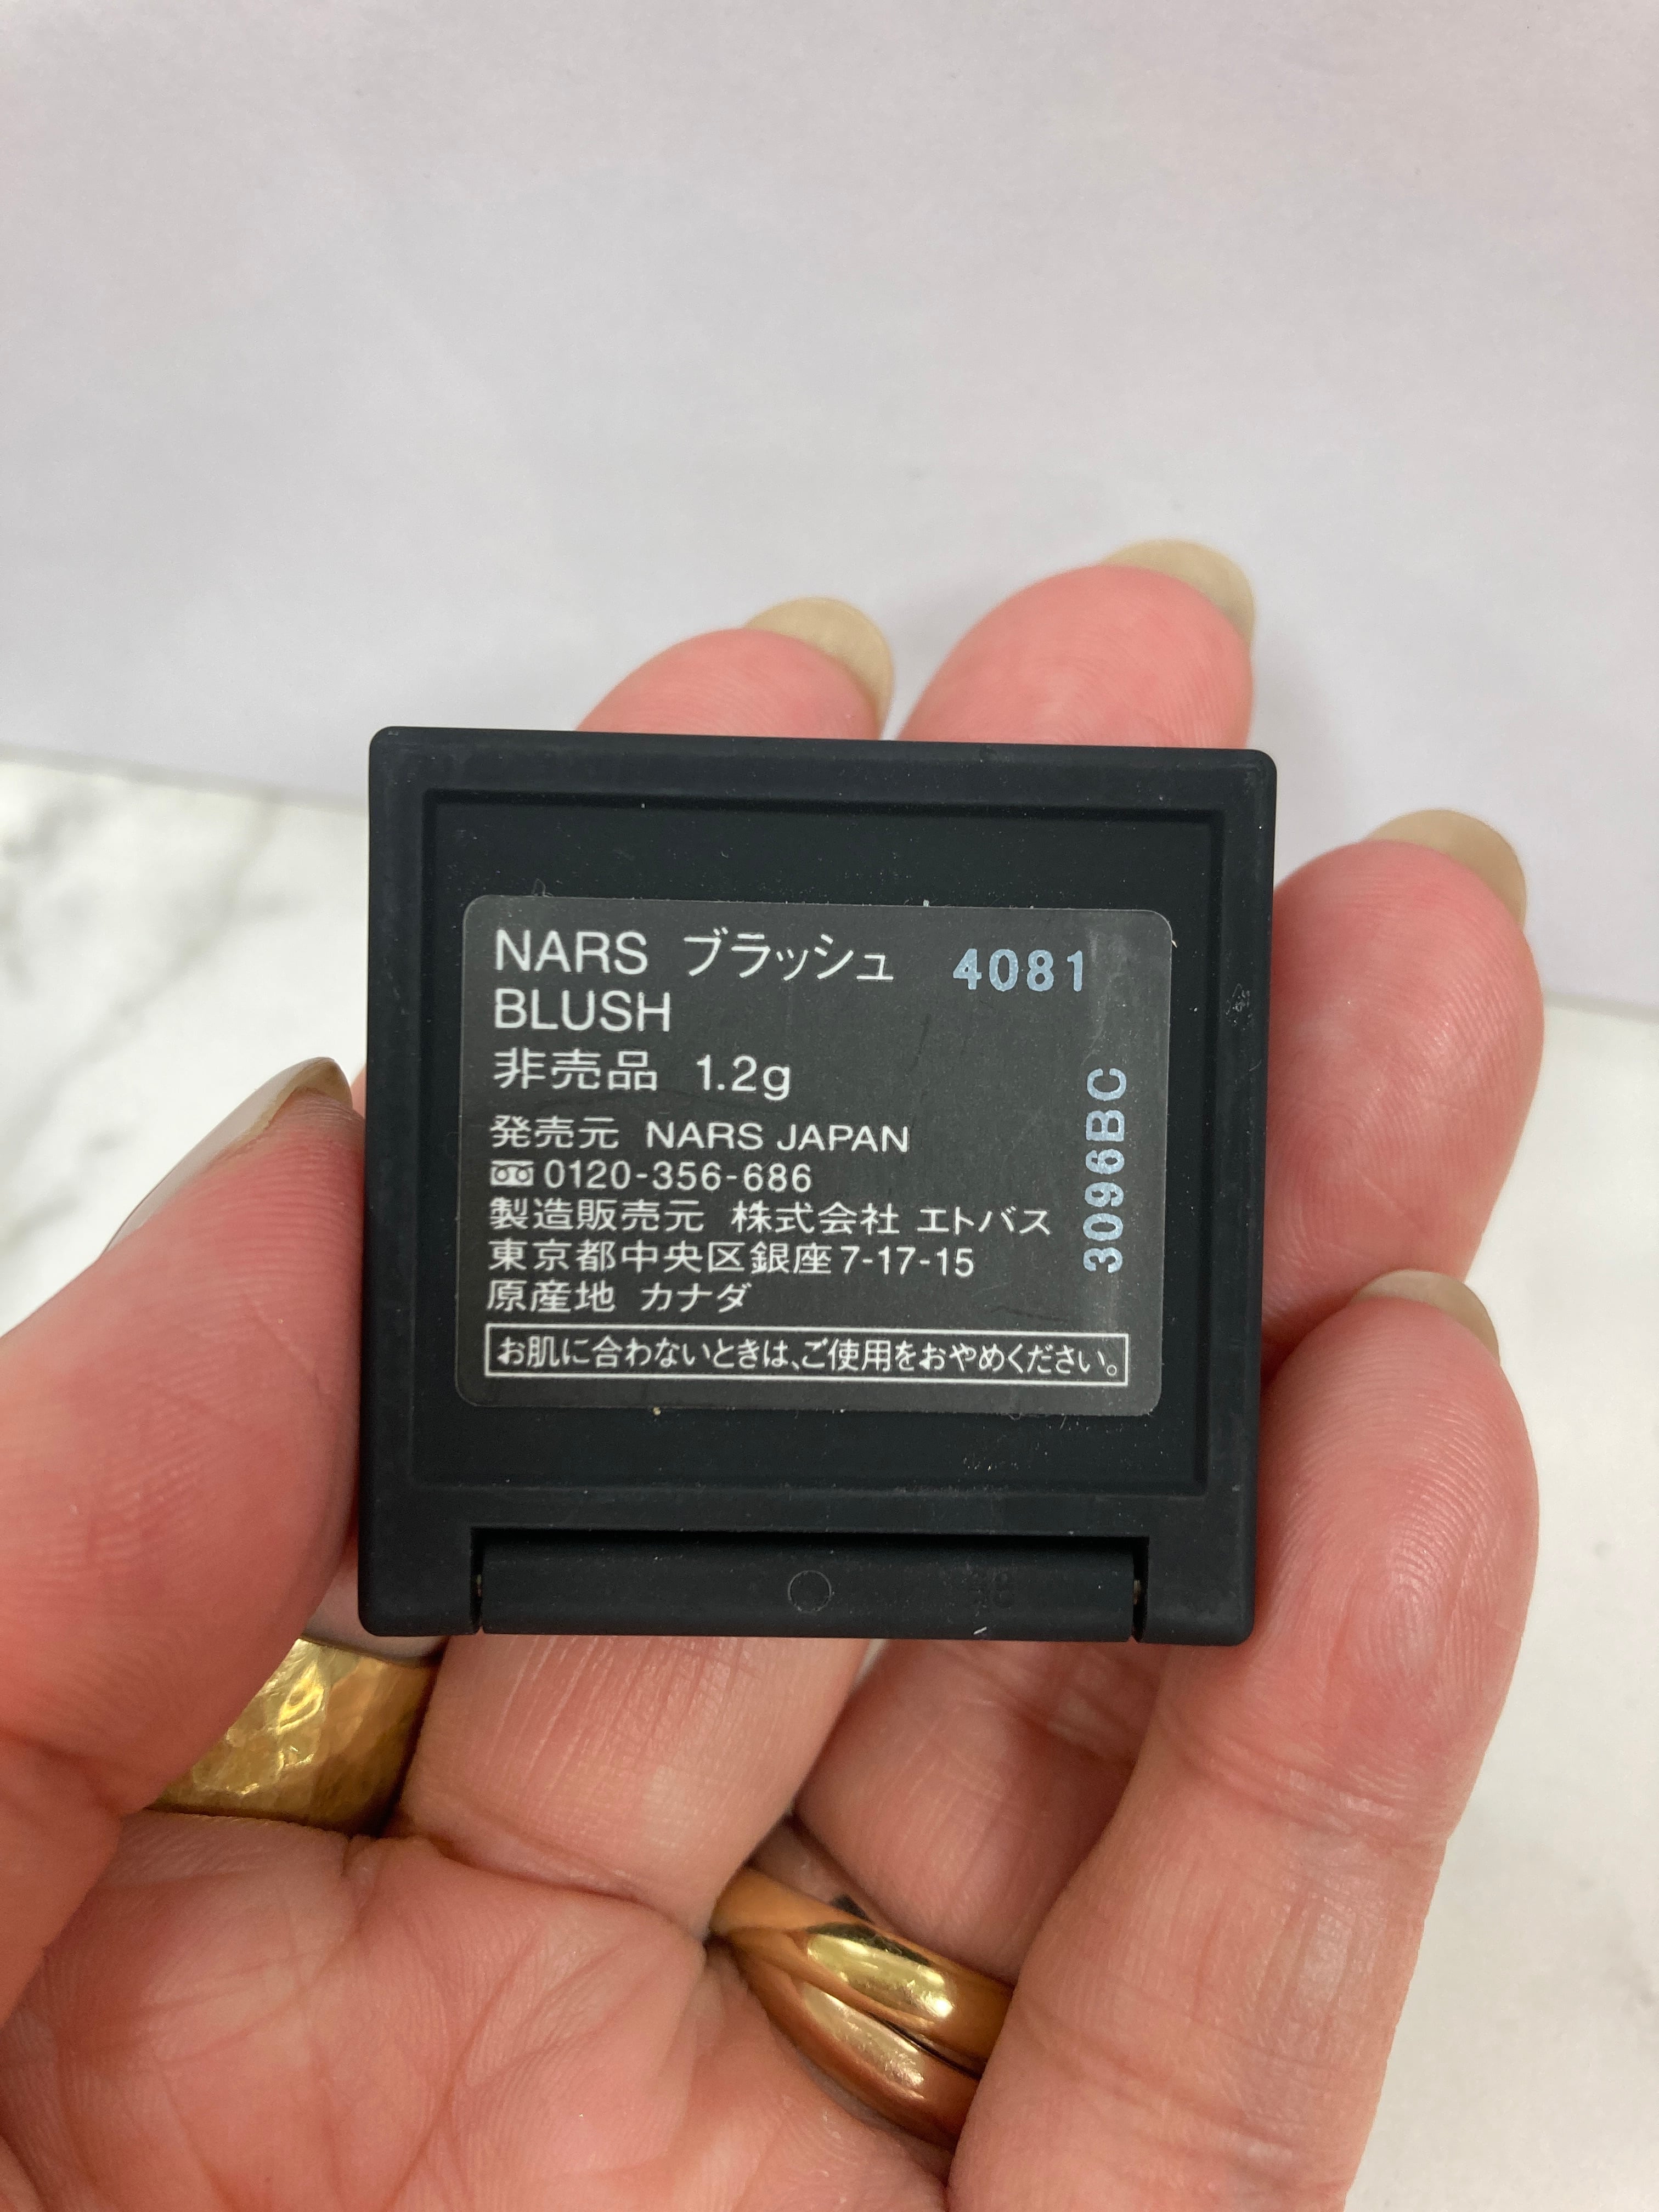 NARS ブラッシュ 4081
BLUSH
非売品 1.2g
発売元 NARS JAPAN
0120-356-686
製造販売元 株式会社 エトバス
東京都中央区銀座7-17-15
原産地 カナダ
お肌に合わないときは、ご使用をおやめください。
3096BC